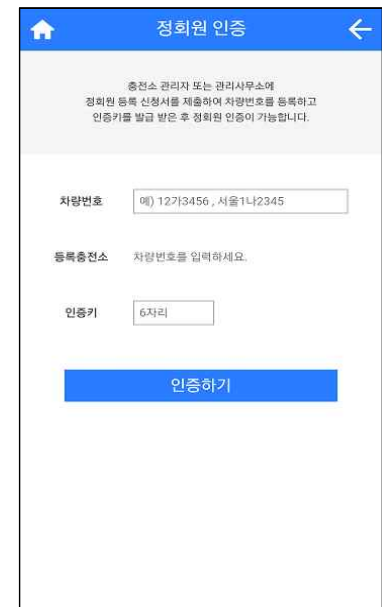 정회원 인증
충전소 관리자 또는 관리사무소에
정회원 등록 신청서를 제출하여 차량번호를 등록하고
인증키를 발급 받은 후 정회원 인증이 가능합니다.
차량번호 예) 12가3456 , 서울1나2345
등록충전소 차량번호를 입력하세요.
인증키 6자리
인증하기